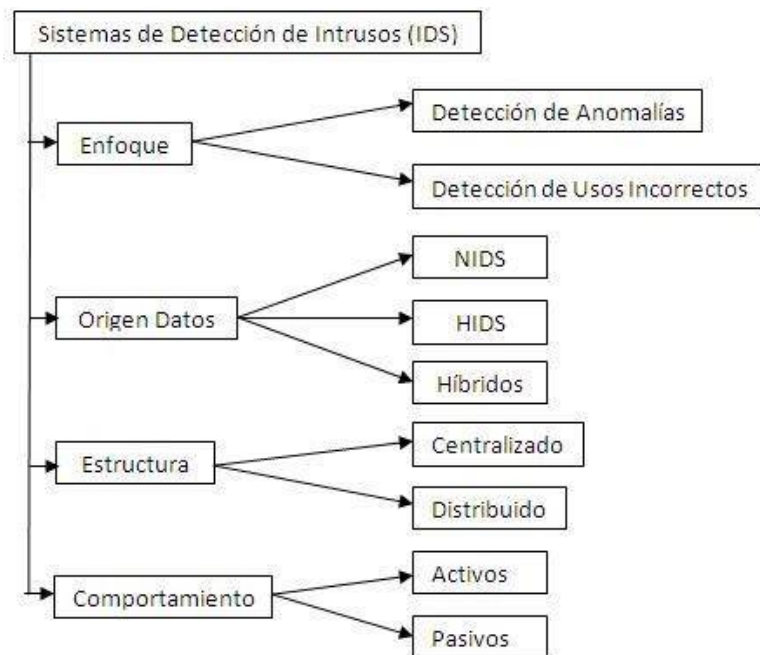 Sistemas de Detección de Intrusos (IDS)
Enfoque
Detección de Anomalías
Detección de Usos Incorrectos
Origen Datos
NIDS
HIDS
Híbridos
Estructura
Centralizado
Distribuido
Comportamiento
Activos
Pasivos